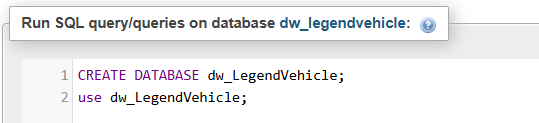 Run SQL query/queries on database dw_legendvehicle:
1 CREATE DATABASE dw_LegendVehicle;
2 use dw_LegendVehicle;